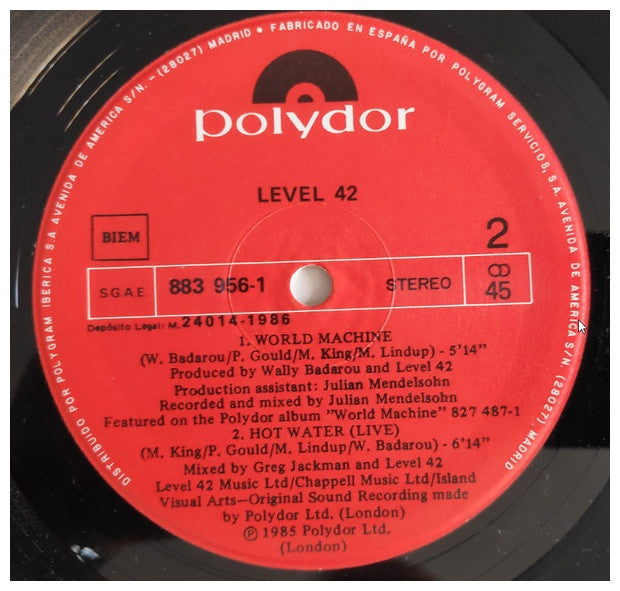 DISTRIBUIDO POR POLYGRAM IBERICA S.A. AVENIDA DE AMERICA S/N. – (28027) MADRID • FABRICADO EN ESPAÑA POR POLYGRAM SERVICIOS, S.A. AVENIDA DE AMERICA S/N. (28027) MADRID
polydor
LEVEL 42
BIEM
2
S.G.A.E.
883 956-1
STEREO
45
Depósito Legal: M. 24014-1986
1. WORLD MACHINE
(W. Badarou/P. Gould/M. King/M. Lindup) - 5'14"
Produced by Wally Badarou and Level 42
Production assistant: Julian Mendelsohn
Recorded and mixed by Julian Mendelsohn
Featured on the Polydor album "World Machine" 827 487-1
2. HOT WATER (LIVE)
(M. King/P. Gould/M. Lindup/W. Badarou) - 6'14"
Mixed by Greg Jackman and Level 42
Level 42 Music Ltd/Chappell Music Ltd/Island
Visual Arts—Original Sound Recording made
by Polydor Ltd. (London)
℗ 1985 Polydor Ltd.
(London)